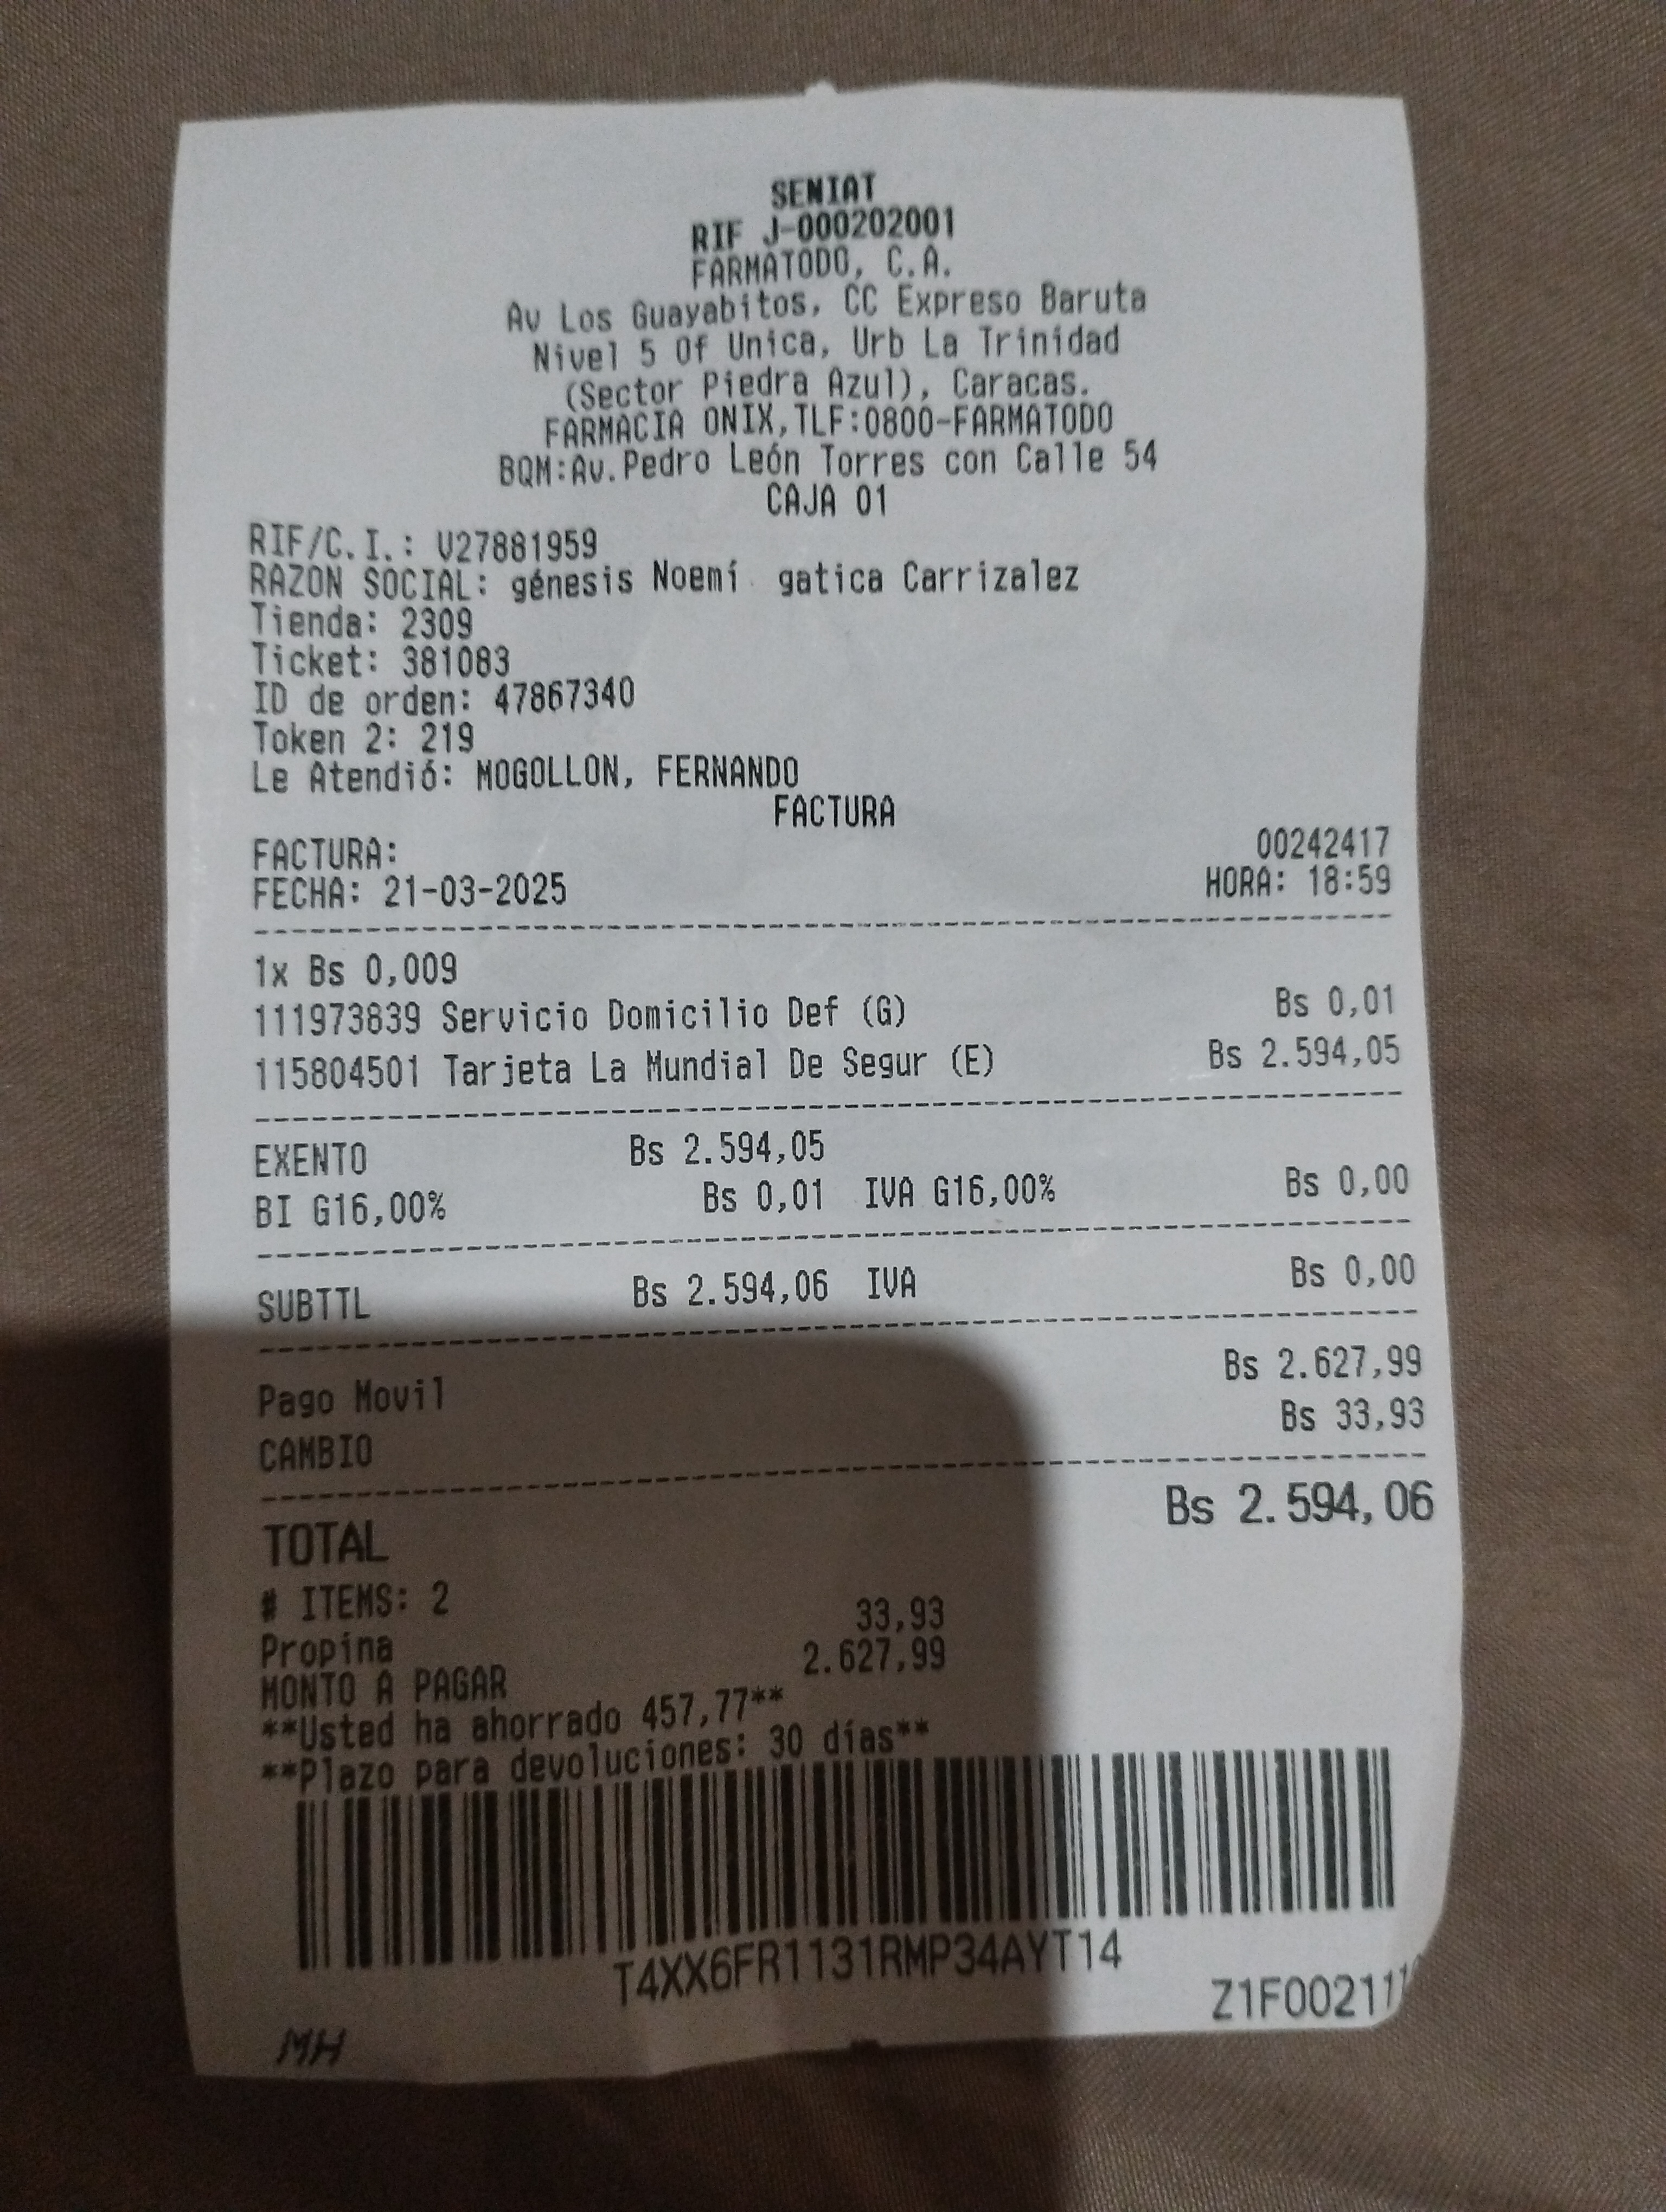 SENIAT
RIF J-000202001
FARMATODO, C.A.
Av Los Guayabitos, CC Expreso Baruta
Nivel 5 Of Unica, Urb La Trinidad
(Sector Piedra Azul), Caracas.
FARMACIA ONIX,TLF:0800-FARMATODO
BQM:Av.Pedro León Torres con Calle 54
CAJA 01
RIF/C.I.: V27881959
RAZON SOCIAL: génesis Noemí gatica Carrizalez
Tienda: 2309
Ticket: 381083
ID de orden: 47867340
Token 2: 219
Le Atendió: MOGOLLON, FERNANDO
FACTURA
FACTURA: 00242417
FECHA: 21-03-2025 HORA: 18:59
1x Bs 0,009
111973839 Servicio Domicilio Def (G) Bs 0,01
115804501 Tarjeta La Mundial De Segur (E) Bs 2.594,05
EXENTO Bs 2.594,05
BI G16,00% Bs 0,01 IVA G16,00% Bs 0,00
SUBTTL Bs 2.594,06 IVA Bs 0,00
Pago Movil Bs 2.627,99
CAMBIO Bs 33,93
TOTAL Bs 2.594,06
# ITEMS: 2
Propina 33,93
MONTO A PAGAR 2.627,99
**Usted ha ahorrado 457,77**
**Plazo para devoluciones: 30 días**
T4XX6FR1131RMP34AYT14
MH